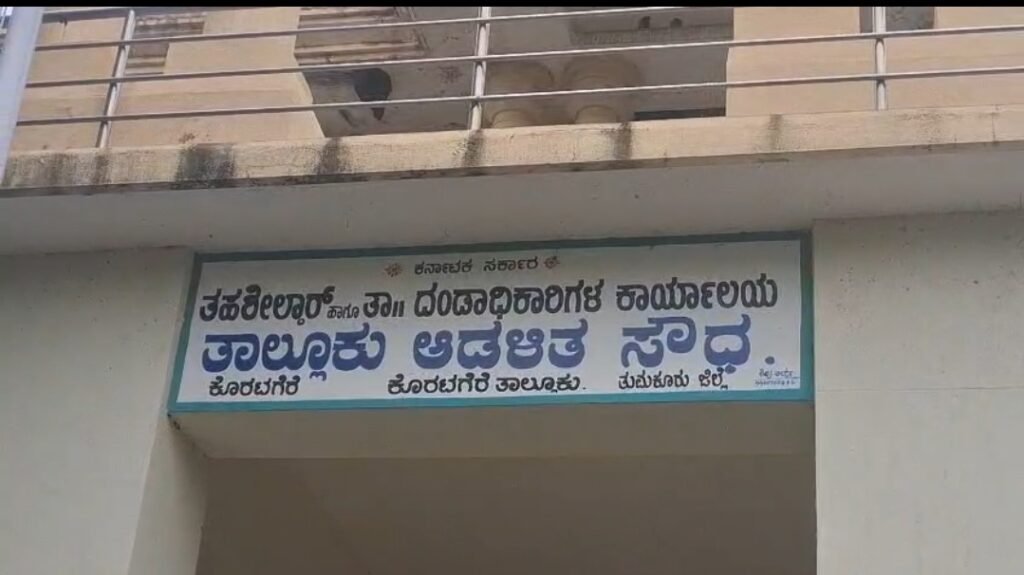 ಕರ್ನಾಟಕ ಸರ್ಕಾರ
ತಹಶೀಲ್ದಾರ್ ಹಾಗೂ ತಾ॥ ದಂಡಾಧಿಕಾರಿಗಳ ಕಾರ್ಯಾಲಯ
ತಾಲ್ಲೂಕು ಆಡಳಿತ ಸೌಧ.
ಕೊರಟಗೆರೆ ಕೊರಟಗೆರೆ ತಾಲ್ಲೂಕು. ತುಮಕೂರು ಜಿಲ್ಲೆ